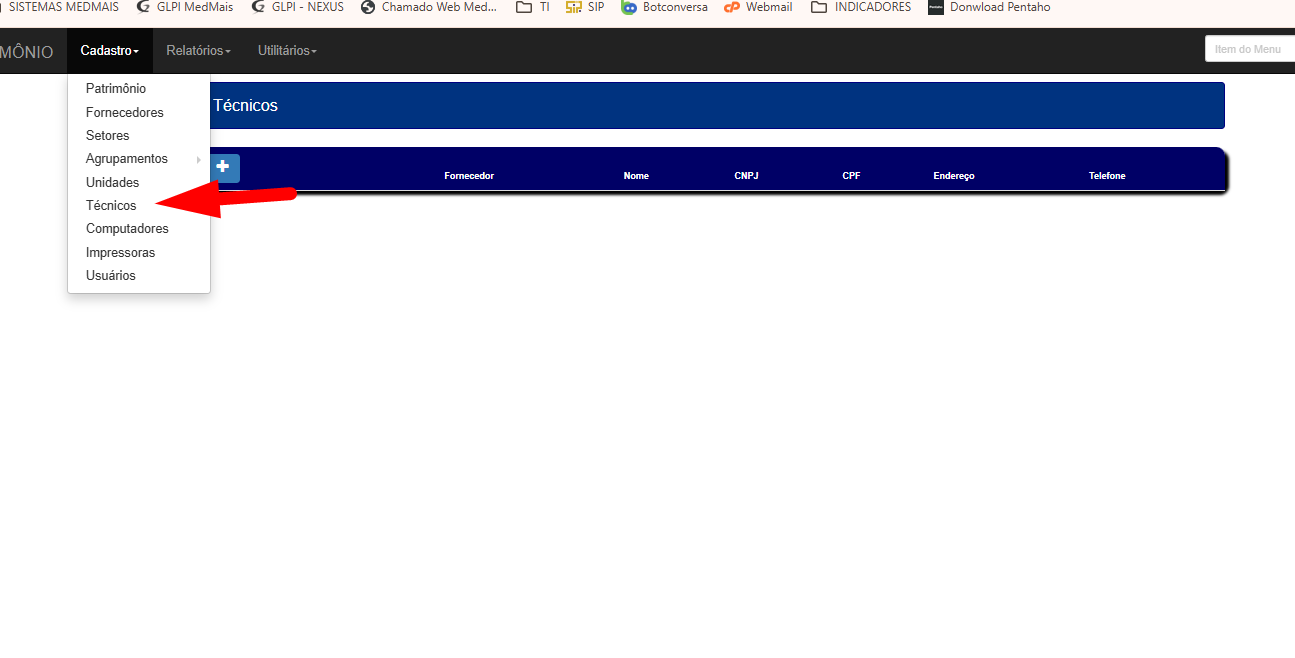 SISTEMAS MEDMAIS GLPI MedMais GLPI - NEXUS Chamado Web Med... TI SIP Botconversa Webmail INDICADORES Donwload Pentaho
MÔNIO Cadastro Relatórios Utilitários Item do Menu
Patrimônio
Fornecedores
Setores
Agrupamentos
Unidades
Técnicos
Computadores
Impressoras
Usuários
Técnicos
Fornecedor Nome CNPJ CPF Endereço Telefone